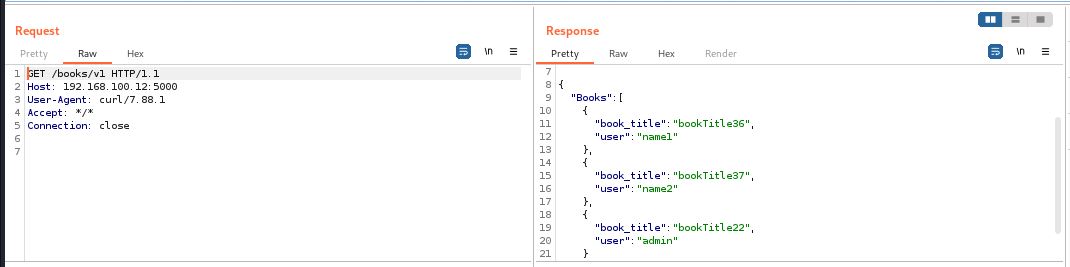 Request
Pretty Raw Hex
\n
1 GET /books/v1 HTTP/1.1
2 Host: 192.168.100.12:5000
3 User-Agent: curl/7.88.1
4 Accept: */*
5 Connection: close
6
7
Response
Pretty Raw Hex Render
\n
7
8 {
9 "Books":[
10 {
11 "book_title":"bookTitle36",
12 "user":"name1"
13 },
14 {
15 "book_title":"bookTitle37",
16 "user":"name2"
17 },
18 {
19 "book_title":"bookTitle22",
20 "user":"admin"
21 }